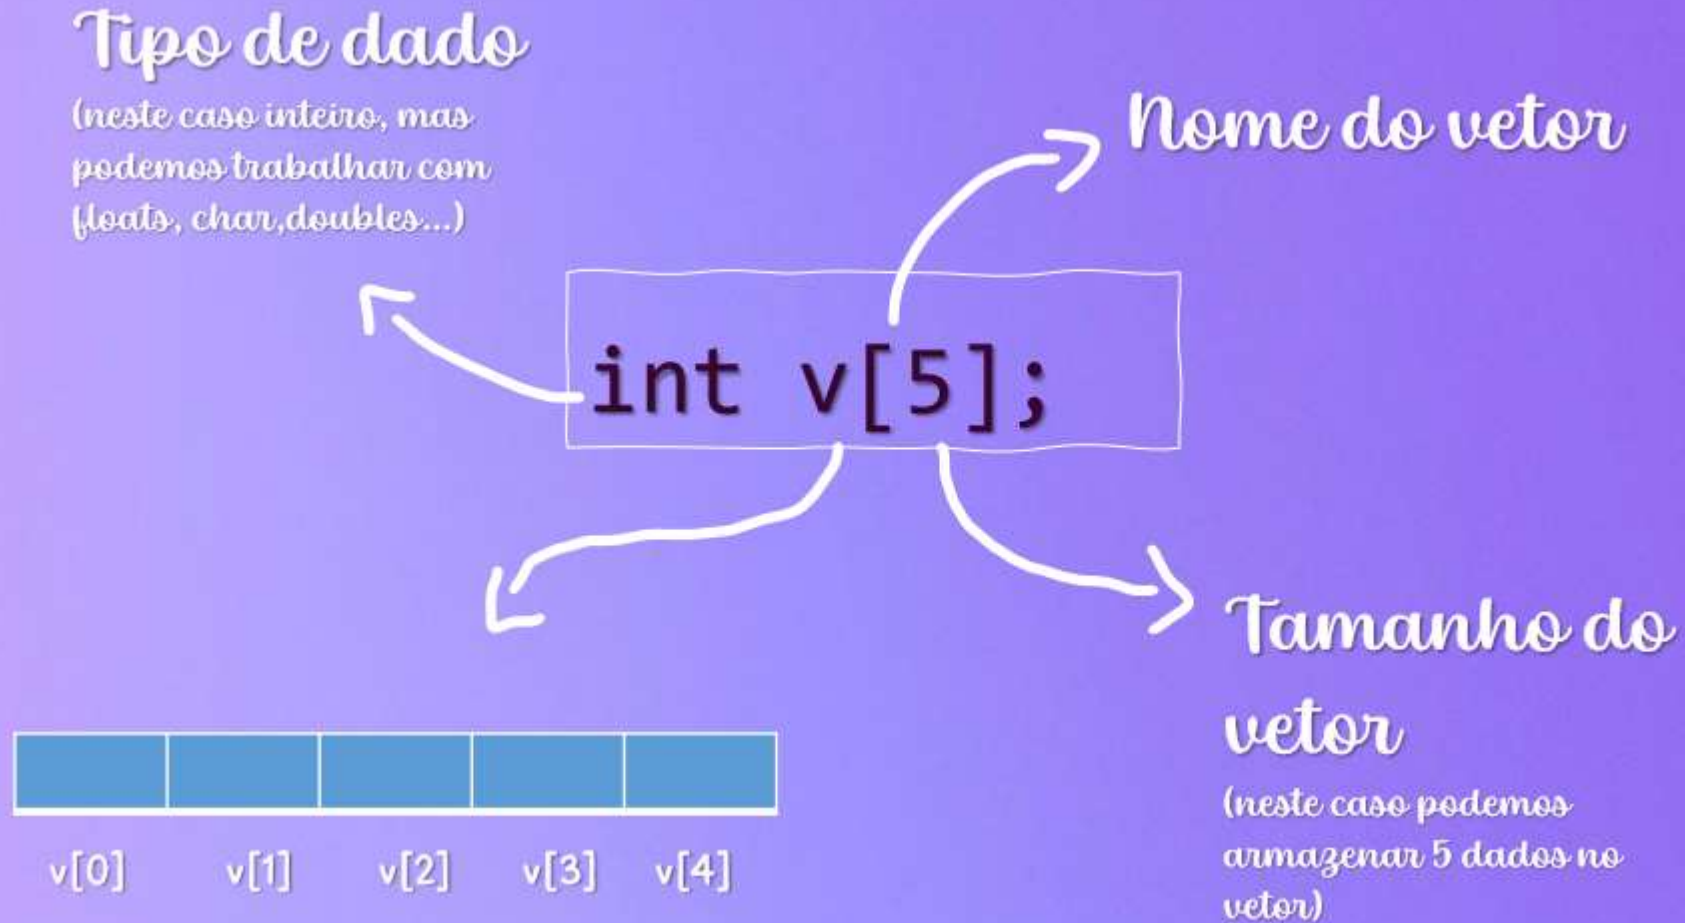 Tipo de dado
(neste caso inteiro, mas
podemos trabalhar com
floats, char,doubles...)
Nome do vetor
int v[5];
Tamanho do
vetor
(neste caso podemos
armazenar 5 dados no
vetor)
v[0] v[1] v[2] v[3] v[4]